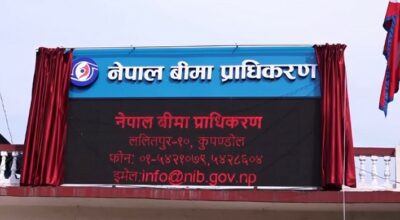 नेपाल बीमा प्राधिकरण
नेपाल बीमा प्राधिकरण
ललितपुर-१०, कुपण्डोल
फोन: ०१-५४२१०७९,५४२८६०४
इमेल:info@nib.gov.np